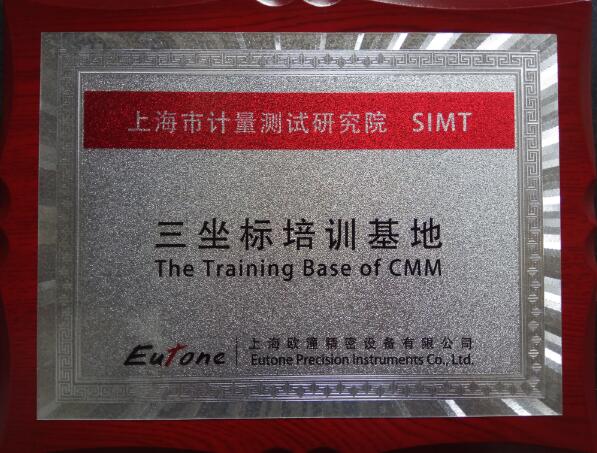 上海市计量测试研究院 SIMT
三坐标培训基地
The Training Base of CMM
Eutone
上海欧潼精密设备有限公司
Eutone Precision Instruments Co., Ltd.